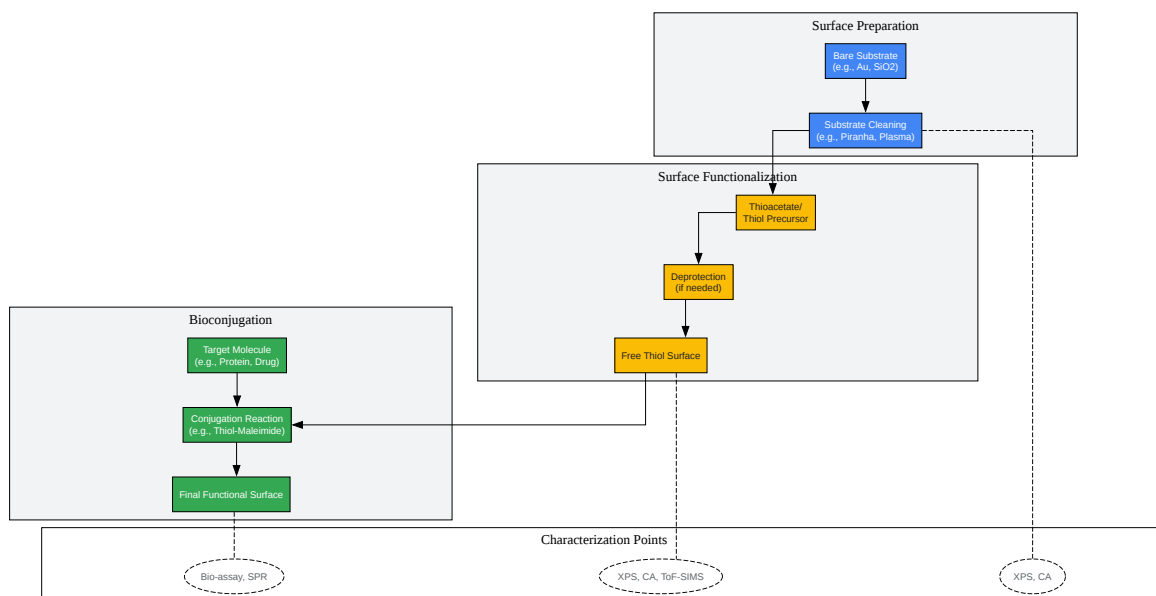 Surface Preparation
Bare Substrate
(e.g., Au, SiO2)
Substrate Cleaning
(e.g., Piranha, Plasma)
Surface Functionalization
Thioacetate/
Thiol Precursor
Deprotection
(if needed)
Free Thiol Surface
Bioconjugation
Target Molecule
(e.g., Protein, Drug)
Conjugation Reaction
(e.g., Thiol-Maleimide)
Final Functional Surface
Characterization Points
Bio-assay, SPR
XPS, CA, ToF-SIMS
XPS, CA